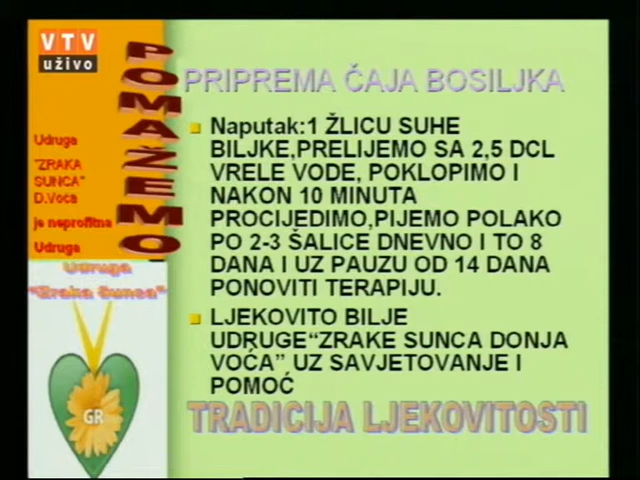 VTV
uživo
POMAŽEMO
Udruga
"ZRAKA
SUNCA"
D.Voća
je neprofitna
Udruga
Udruga
"Zraka Sunca"
GR
PRIPREMA ČAJA BOSILJKA
Naputak:1 ŽLICU SUHE
BILJKE,PRELIJEMO SA 2,5 DCL
VRELE VODE, POKLOPIMO I
NAKON 10 MINUTA
PROCIJEDIMO,PIJEMO POLAKO
PO 2-3 ŠALICE DNEVNO I TO 8
DANA I UZ PAUZU OD 14 DANA
PONOVITI TERAPIJU.
LJEKOVITO BILJE
UDRUGE“ZRAKE SUNCA DONJA
VOĆA” UZ SAVJETOVANJE I
POMOĆ
TRADICIJA LJEKOVITOSTI